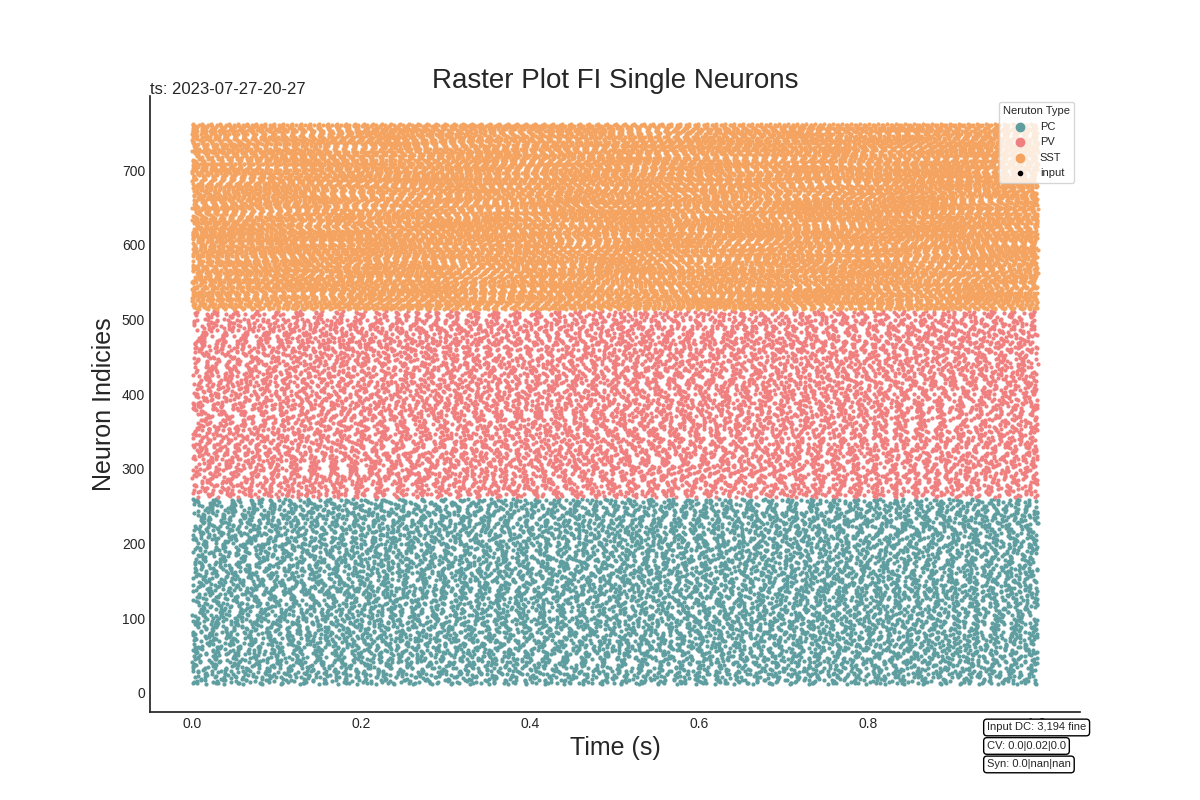 Raster Plot FI Single Neurons
ts: 2023-07-27-20-27
Neruton Type
PC
PV
SST
input
Neuron Indicies
700
600
500
400
300
200
100
0
0.0
0.2
0.4
0.6
0.8
Time (s)
Input DC: 3,194 fine
CV: 0.0|0.02|0.0
Syn: 0.0|nan|nan